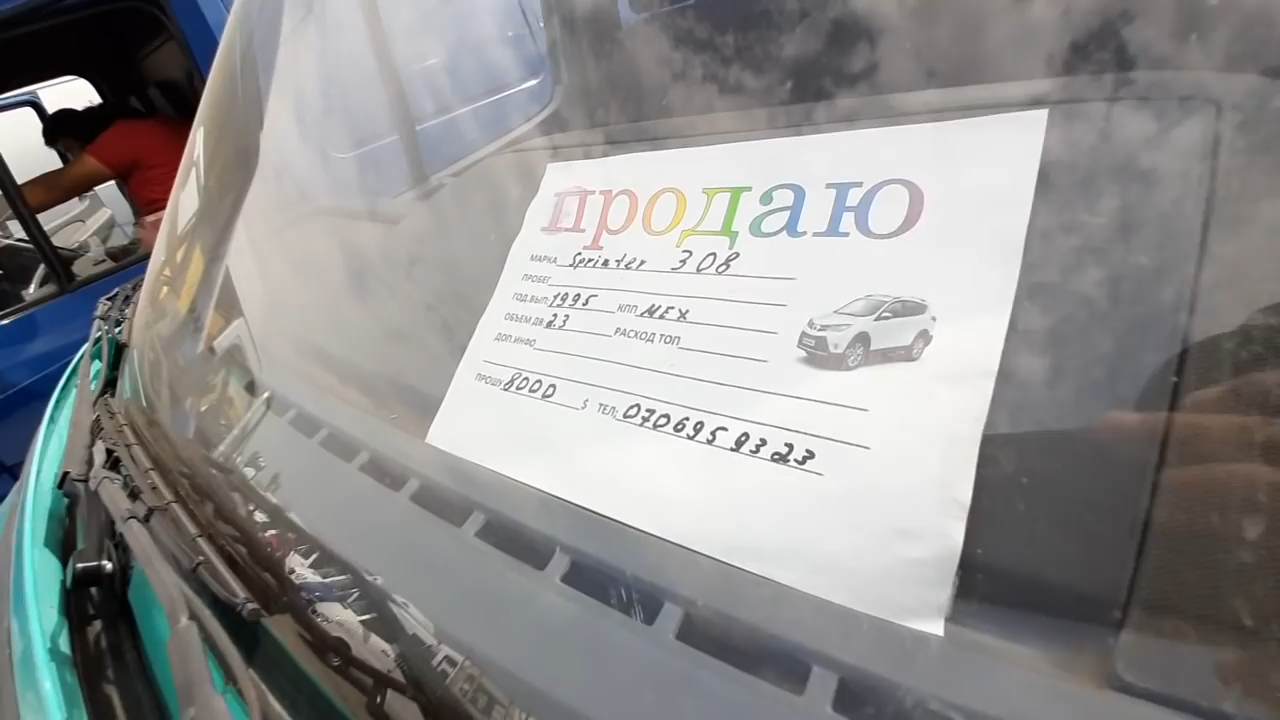 продаю
МАРКА Sprinter 308
ПРОБЕГ
ГОД.ВЫП: 1995 КПП МЕХ
ОБЪЕМ ДВ: 2.3 РАСХОД ТОП
ДОП.ИНФО
ПРОШУ 8000 $ ТЕЛ: 0706959323